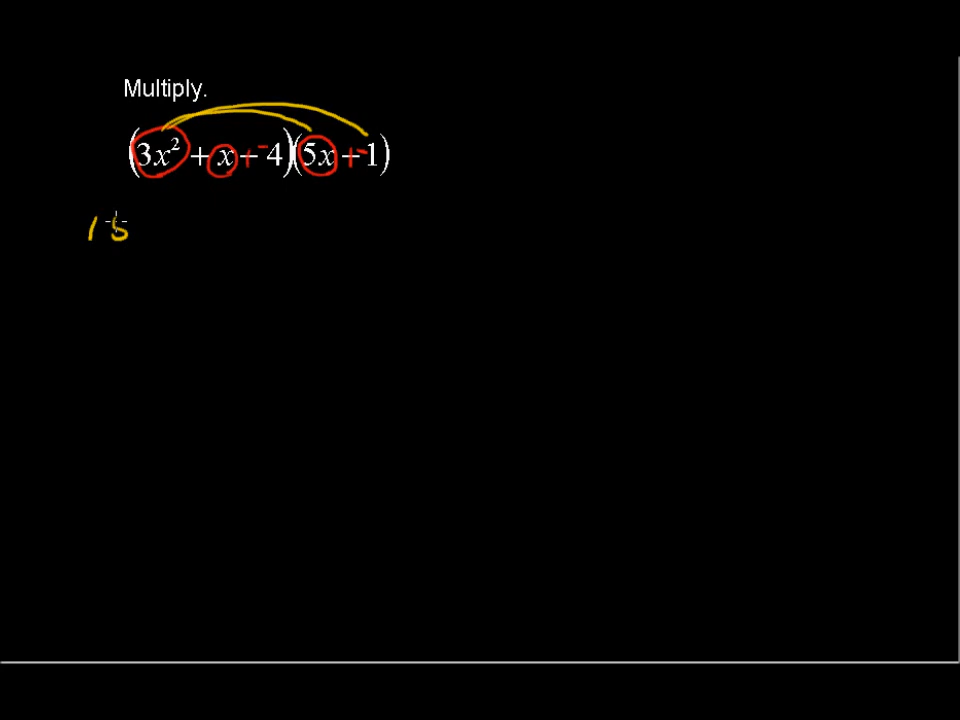 Multiply.
(3x² + x + - 4)(5x + - 1)
15